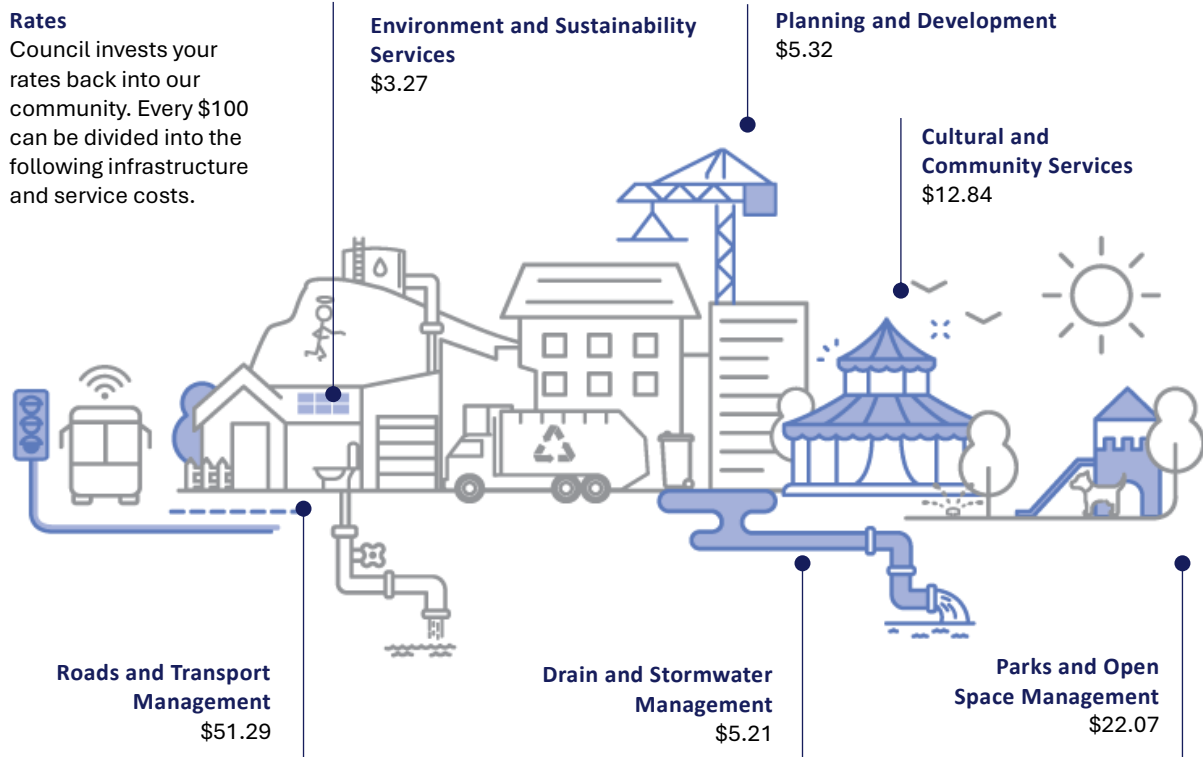 Rates
Council invests your
rates back into our
community. Every $100
can be divided into the
following infrastructure
and service costs.
Environment and Sustainability
Services
$3.27
Planning and Development
$5.32
Cultural and
Community Services
$12.84
Roads and Transport
Management
$51.29
Drain and Stormwater
Management
$5.21
Parks and Open
Space Management
$22.07